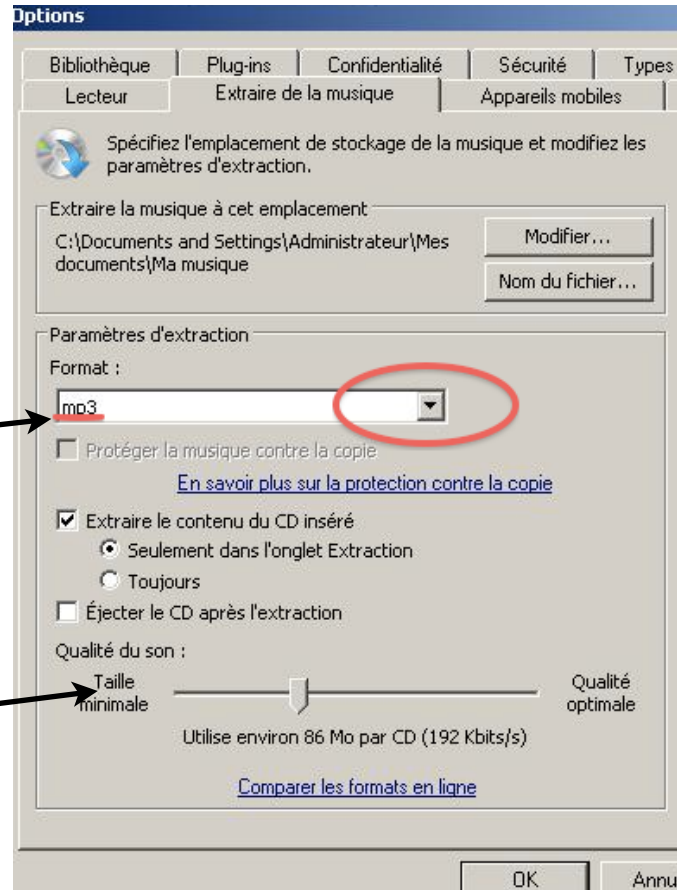 Options
Bibliothèque Plug-ins Confidentialité Sécurité Types
Lecteur Extraire de la musique Appareils mobiles
Spécifiez l'emplacement de stockage de la musique et modifiez les
paramètres d'extraction.
Extraire la musique à cet emplacement
C:\Documents and Settings\Administrateur\Mes
documents\Ma musique
Modifier...
Nom du fichier...
Paramètres d'extraction
Format :
mp3
Protéger la musique contre la copie
En savoir plus sur la protection contre la copie
Extraire le contenu du CD inséré
Seulement dans l'onglet Extraction
Toujours
Éjecter le CD après l'extraction
Qualité du son :
Taille
minimale
Qualité
optimale
Utilise environ 86 Mo par CD (192 Kbits/s)
Comparer les formats en ligne
OK Annu